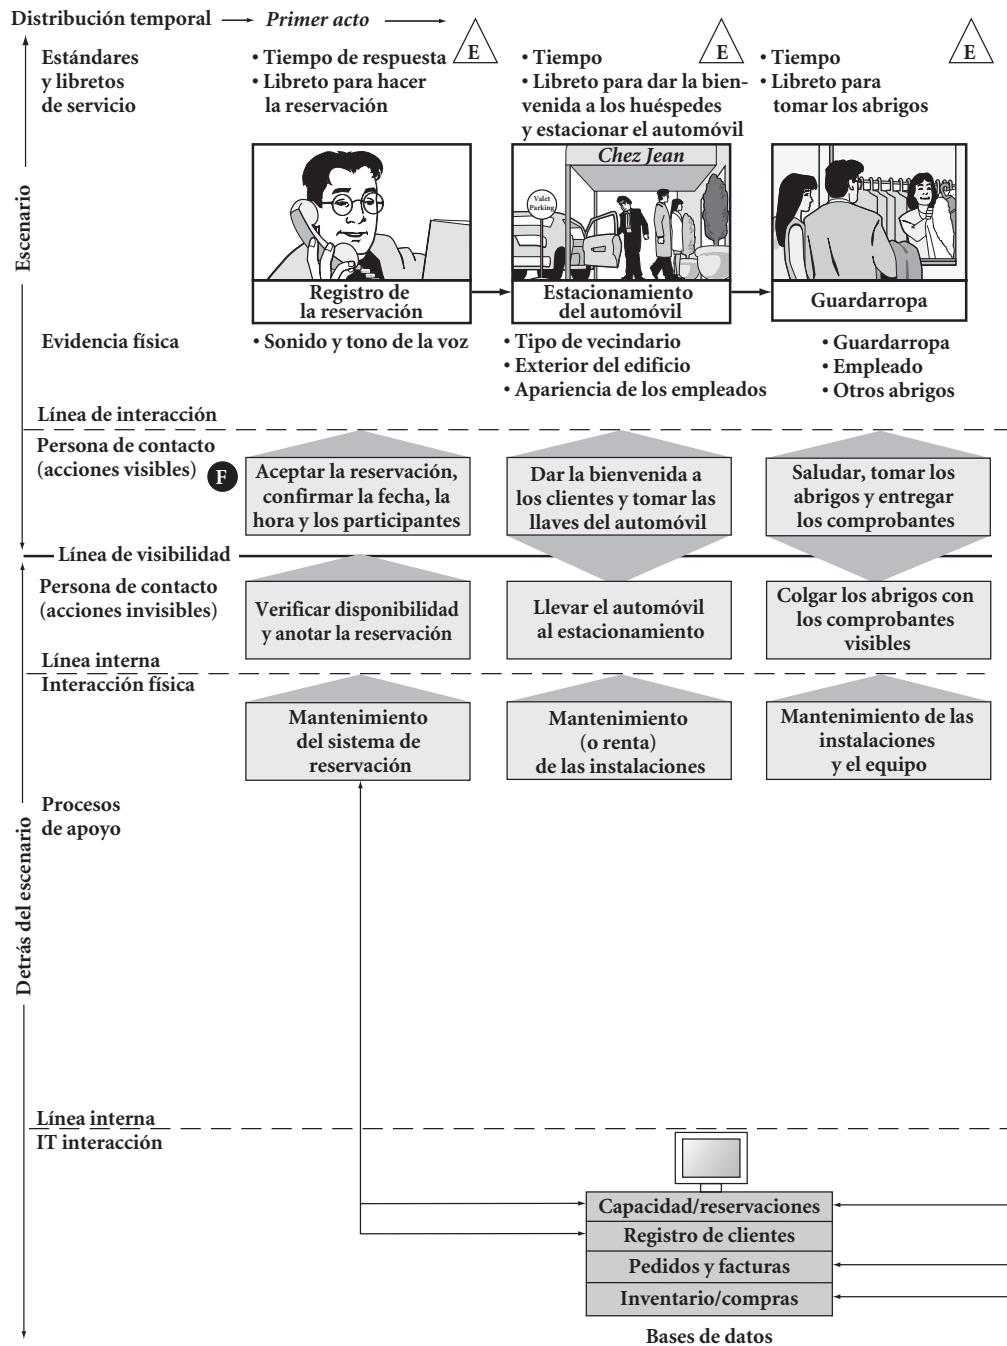 Distribución temporal
Primer acto
Estándares
y libretos
de servicio
• Tiempo de respuesta
• Libreto para hacer
la reservación
E
• Tiempo
• Libreto para dar la bien-
venida a los huéspedes
y estacionar el automóvil
E
• Tiempo
• Libreto para
tomar los abrigos
E
Escenario
Chez Jean
Valet
Parking
Registro de
la reservación
Estacionamiento
del automóvil
Guardarropa
Evidencia física
• Sonido y tono de la voz
• Tipo de vecindario
• Exterior del edificio
• Apariencia de los empleados
• Guardarropa
• Empleado
• Otros abrigos
Línea de interacción
Persona de contacto
(acciones visibles)
F
Aceptar la reservación,
confirmar la fecha, la
hora y los participantes
Dar la bienvenida a
los clientes y tomar las
llaves del automóvil
Saludar, tomar los
abrigos y entregar
los comprobantes
Línea de visibilidad
Persona de contacto
(acciones invisibles)
Verificar disponibilidad
y anotar la reservación
Llevar el automóvil
al estacionamiento
Colgar los abrigos con
los comprobantes
visibles
Línea interna
Interacción física
Mantenimiento
del sistema de
reservación
Mantenimiento
(o renta)
de las instalaciones
Mantenimiento de las
instalaciones
y el equipo
Procesos
de apoyo
Detrás del escenario
Línea interna
IT interacción
Capacidad/reservaciones
Registro de clientes
Pedidos y facturas
Inventario/compras
Bases de datos